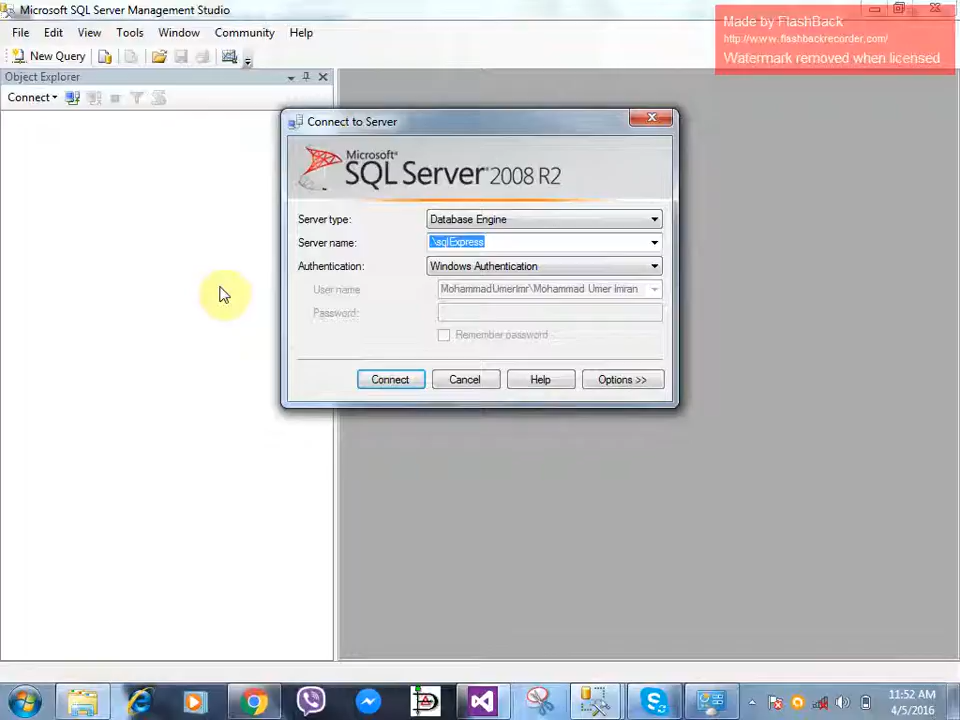 Microsoft SQL Server Management Studio
Made by FlashBack
http://www.flashbackrecorder.com/
Watermark removed when licensed
File Edit View Tools Window Community Help
New Query
Object Explorer
Connect
Connect to Server
Microsoft®
SQL Server® 2008 R2
Server type: Database Engine
Server name: .\sqlExpress
Authentication: Windows Authentication
User name MohammadUmerImr\Mohammad Umer Imran
Password:
Remember password
Connect Cancel Help Options >>
11:52 AM
4/5/2016